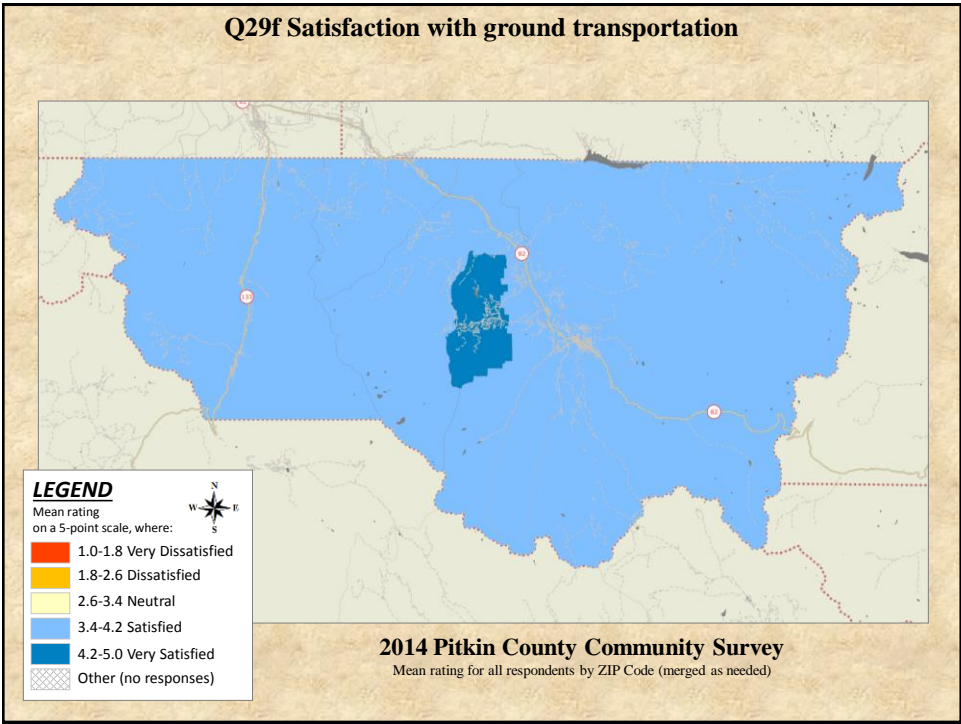 Q29f Satisfaction with ground transportation
82
133
82
LEGEND
Mean rating
on a 5-point scale, where:
N
W E
S
1.0-1.8 Very Dissatisfied
1.8-2.6 Dissatisfied
2.6-3.4 Neutral
3.4-4.2 Satisfied
4.2-5.0 Very Satisfied
Other (no responses)
2014 Pitkin County Community Survey
Mean rating for all respondents by ZIP Code (merged as needed)